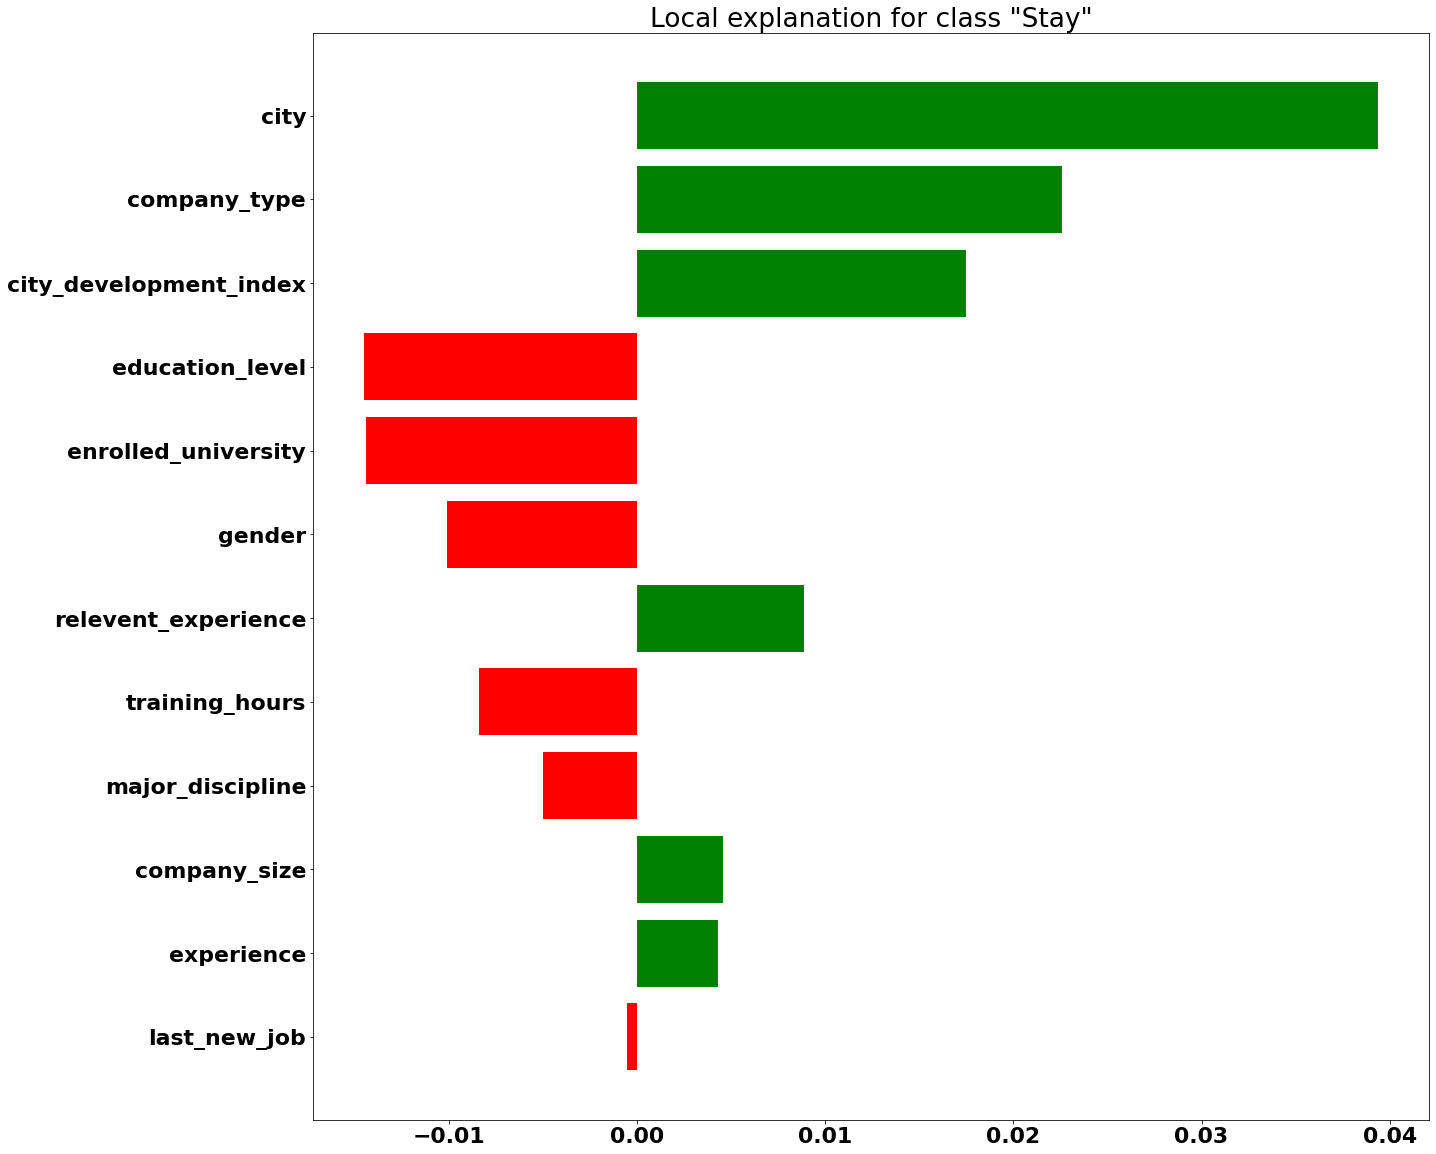 Local explanation for class "Stay"
city
company_type
city_development_index
education_level
enrolled_university
gender
relevent_experience
training_hours
major_discipline
company_size
experience
last_new_job
−0.01 0.00 0.01 0.02 0.03 0.04